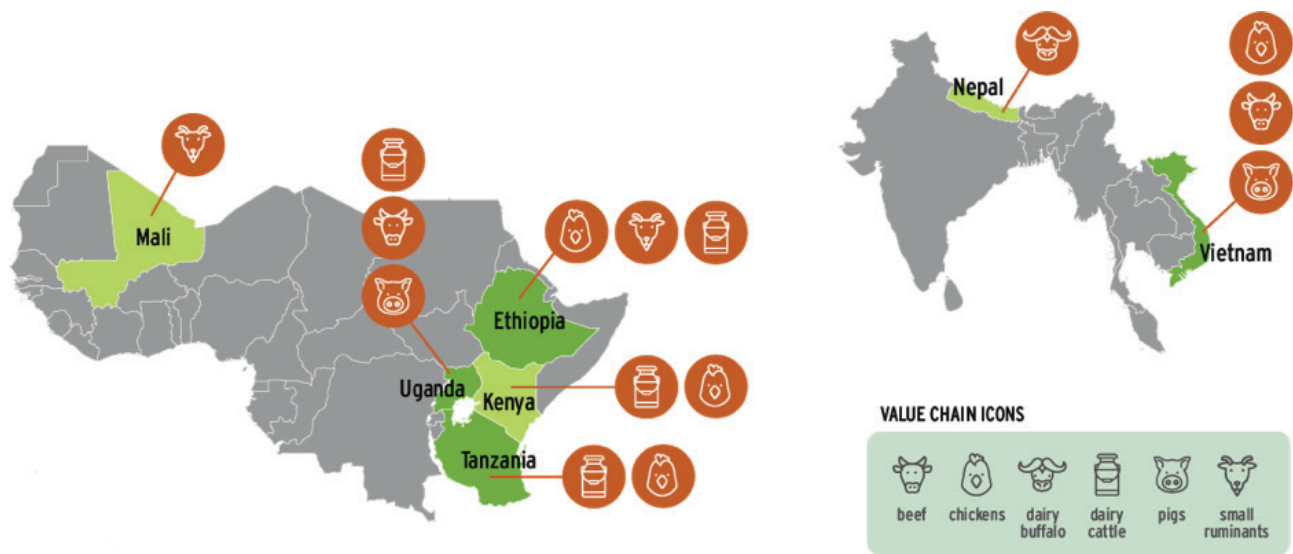 Mali
Ethiopia
Uganda
Kenya
Tanzania
Nepal
Vietnam
VALUE CHAIN ICONS
beef
chickens
dairy
buffalo
dairy
cattle
pigs
small
ruminants